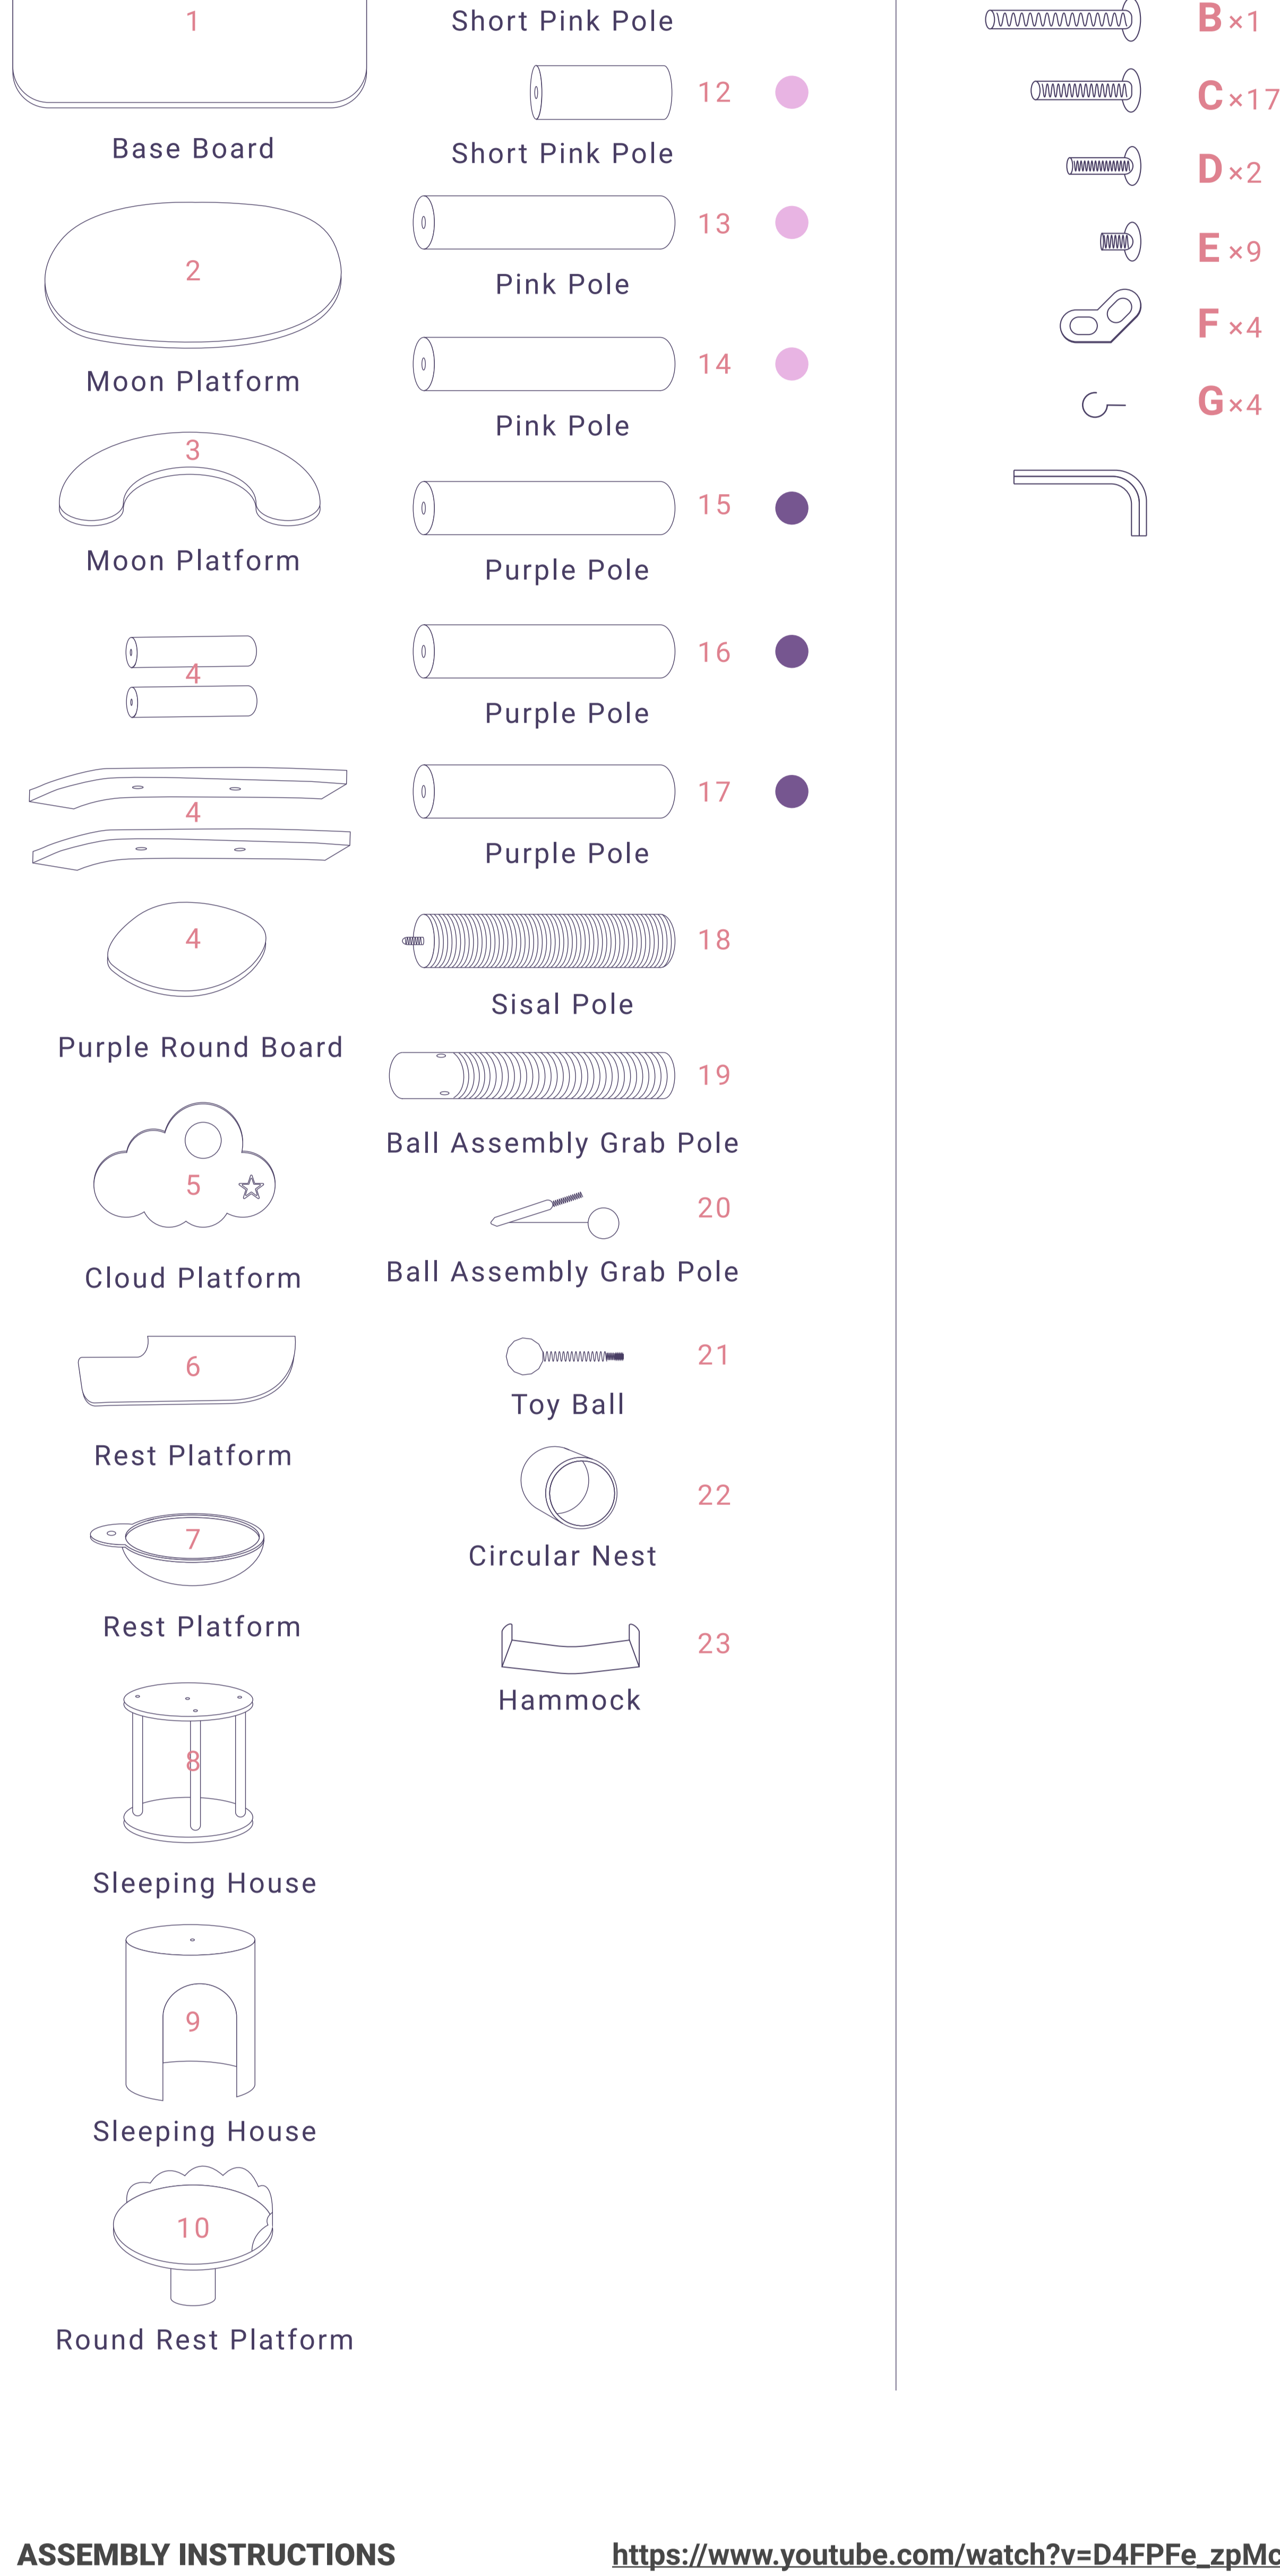 1
Base Board
2
Moon Platform
3
Moon Platform
4
4
4
Purple Round Board
5
Cloud Platform
6
Rest Platform
7
Rest Platform
8
Sleeping House
9
Sleeping House
10
Round Rest Platform
Short Pink Pole
12
Short Pink Pole
13
Pink Pole
14
Pink Pole
15
Purple Pole
16
Purple Pole
17
Purple Pole
18
Sisal Pole
19
Ball Assembly Grab Pole
20
Ball Assembly Grab Pole
21
Toy Ball
22
Circular Nest
23
Hammock
B×1
C×17
D×2
E×9
F×4
G×4
ASSEMBLY INSTRUCTIONS
https://www.youtube.com/watch?v=D4FPFe_zpMc